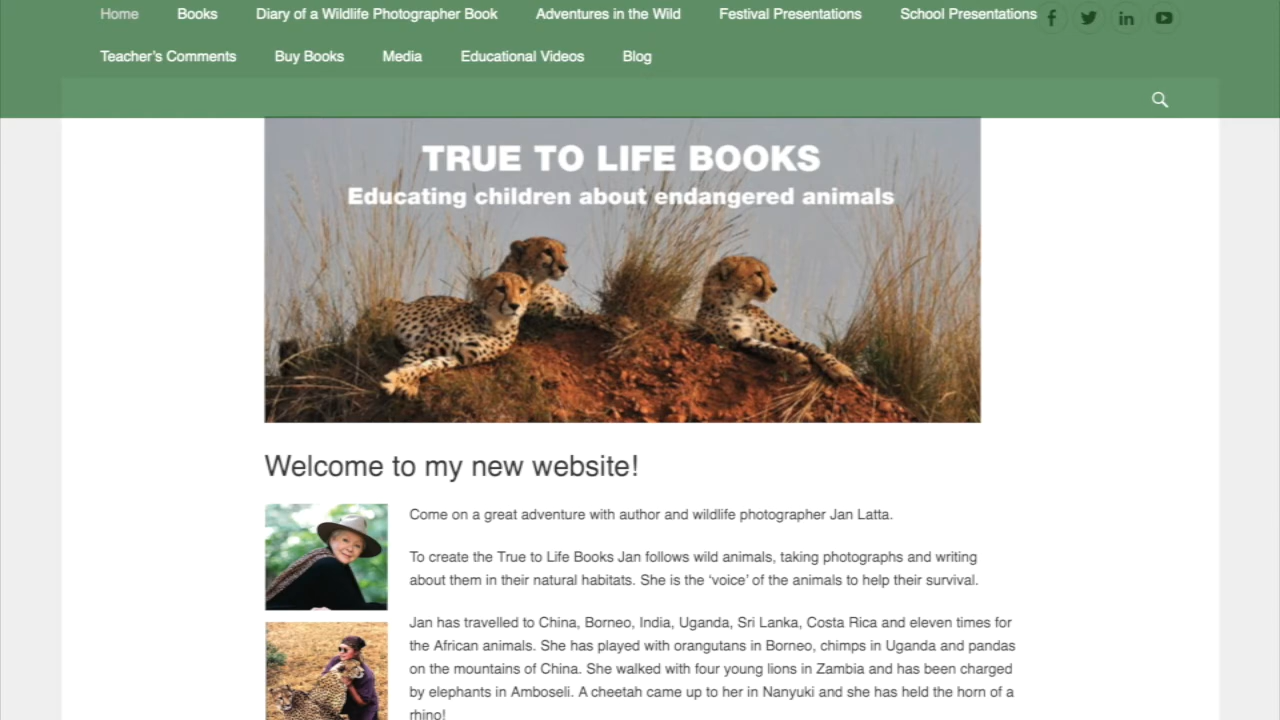 Home Books Diary of a Wildlife Photographer Book Adventures in the Wild Festival Presentations School Presentations
Teacher's Comments Buy Books Media Educational Videos Blog
TRUE TO LIFE BOOKS
Educating children about endangered animals
Welcome to my new website!
Come on a great adventure with author and wildlife photographer Jan Latta.
To create the True to Life Books Jan follows wild animals, taking photographs and writing
about them in their natural habitats. She is the ‘voice’ of the animals to help their survival.
Jan has travelled to China, Borneo, India, Uganda, Sri Lanka, Costa Rica and eleven times for
the African animals. She has played with orangutans in Borneo, chimps in Uganda and pandas
on the mountains of China. She walked with four young lions in Zambia and has been charged
by elephants in Amboseli. A cheetah came up to her in Nanyuki and she has held the horn of a
rhino!